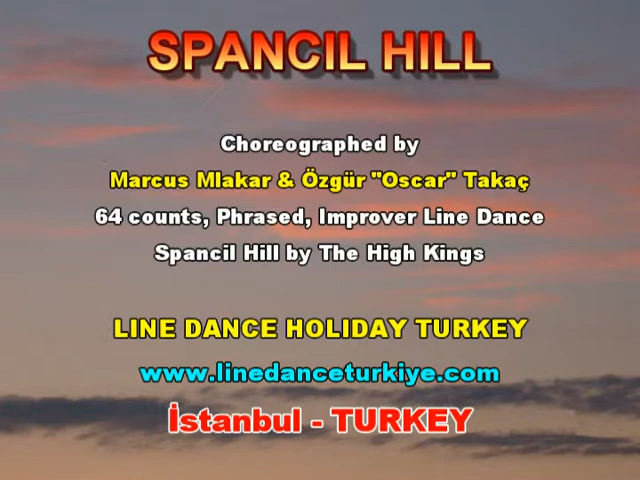 SPANCIL HILL
Choreographed by
Marcus Mlakar & Özgür "Oscar" Takaç
64 counts, Phrased, Improver Line Dance
Spancil Hill by The High Kings
LINE DANCE HOLIDAY TURKEY
www.linedanceturkiye.com
İstanbul - TURKEY